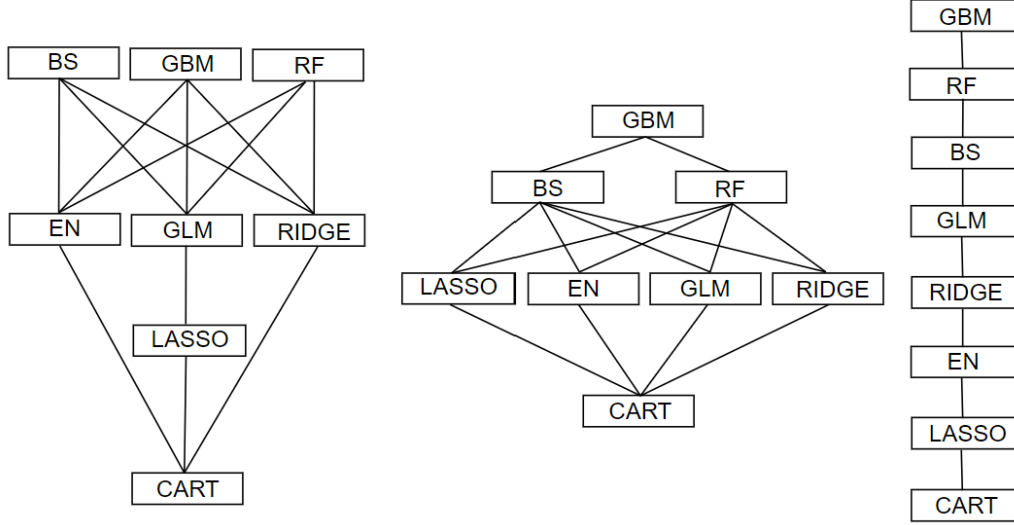 BS GBM RF
EN GLM RIDGE
LASSO
CART
GBM
BS RF
LASSO EN GLM RIDGE
CART
GBM
RF
BS
GLM
RIDGE
EN
LASSO
CART